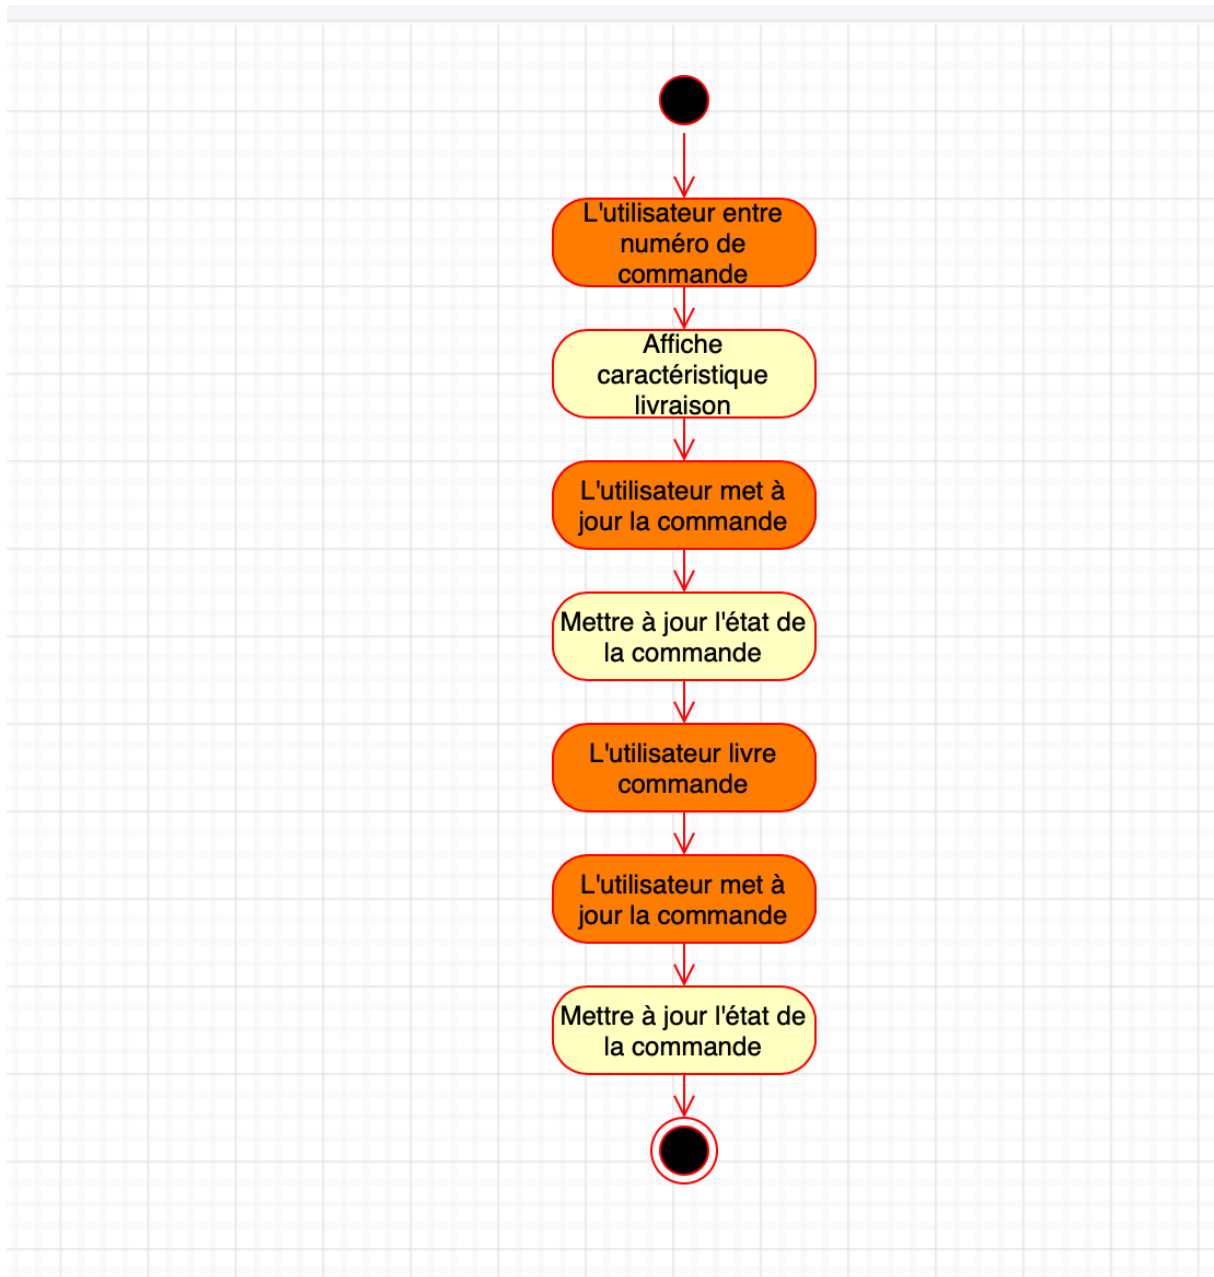 L'utilisateur entre
numéro de
commande
Affiche
caractéristique
livraison
L'utilisateur met à
jour la commande
Mettre à jour l'état de
la commande
L'utilisateur livre
commande
L'utilisateur met à
jour la commande
Mettre à jour l'état de
la commande